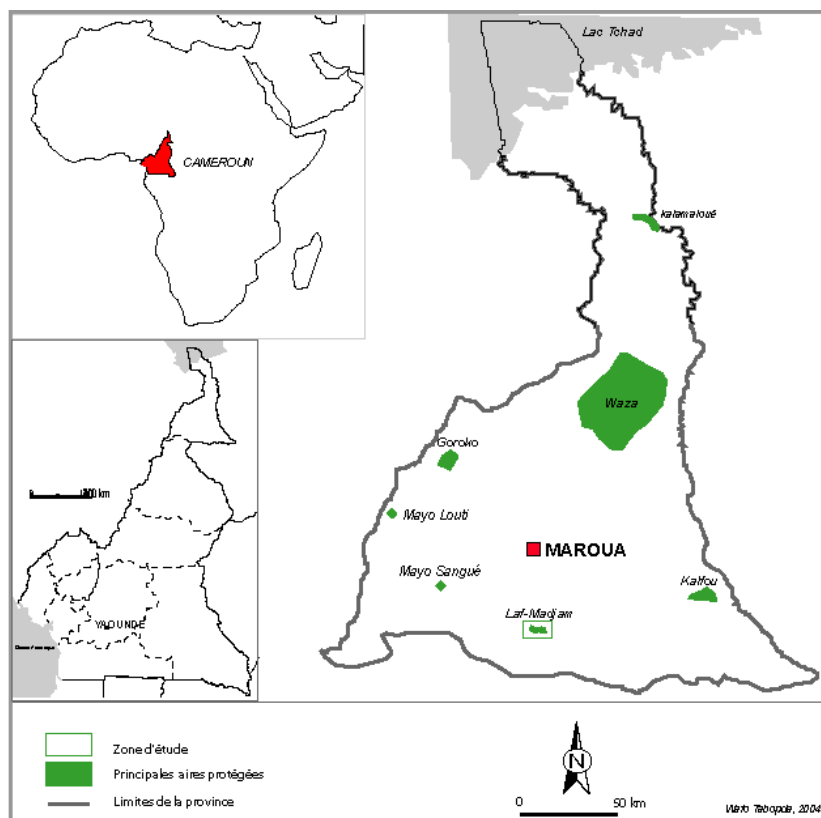 Lac Tchad
CAMEROUN
kalamaloué
Waza
Goroko
Mayo Louti
MAROUA
Mayo Sangué
Kalfou
Laf-Madjam
YAOUNDE
Zone d'étude
Principales aires protégées
Limites de la province
N
0 50 km
Wafo Tabopda, 2004